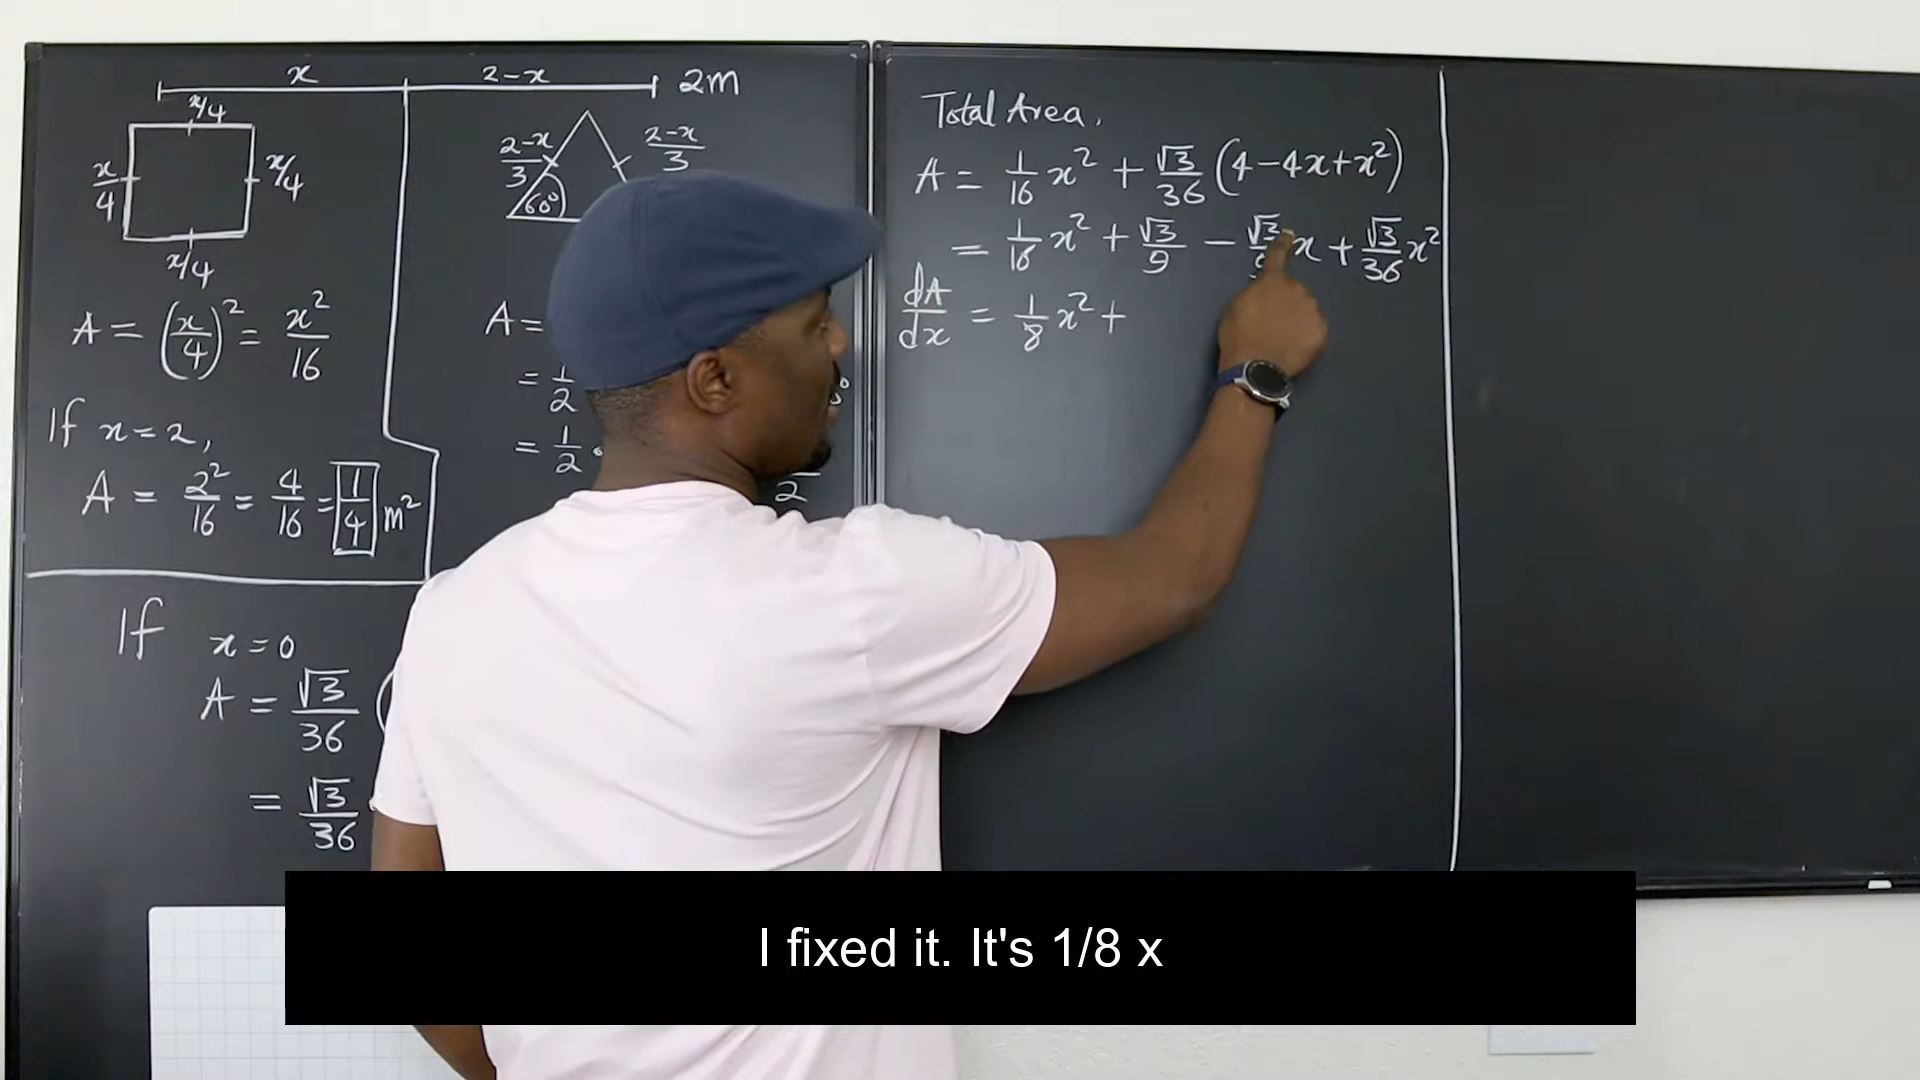 x 2-x 2m
x/4
x/4 x/4
x/4
A = (x/4)² = x²/16
If x=2,
A = 2²/16 = 4/16 = 1/4 m²
2-x/3 2-x/3
60°
A =
= 1/2
= 1/2 ·
2
If x=0
A = √3/36 (
= √3/36
Total Area,
A = 1/16 x² + √3/36 (4-4x+x²)
= 1/16 x² + √3/9 - √3/9 x + √3/36 x²
dA/dx = 1/8 x² +
I fixed it. It's 1/8 x